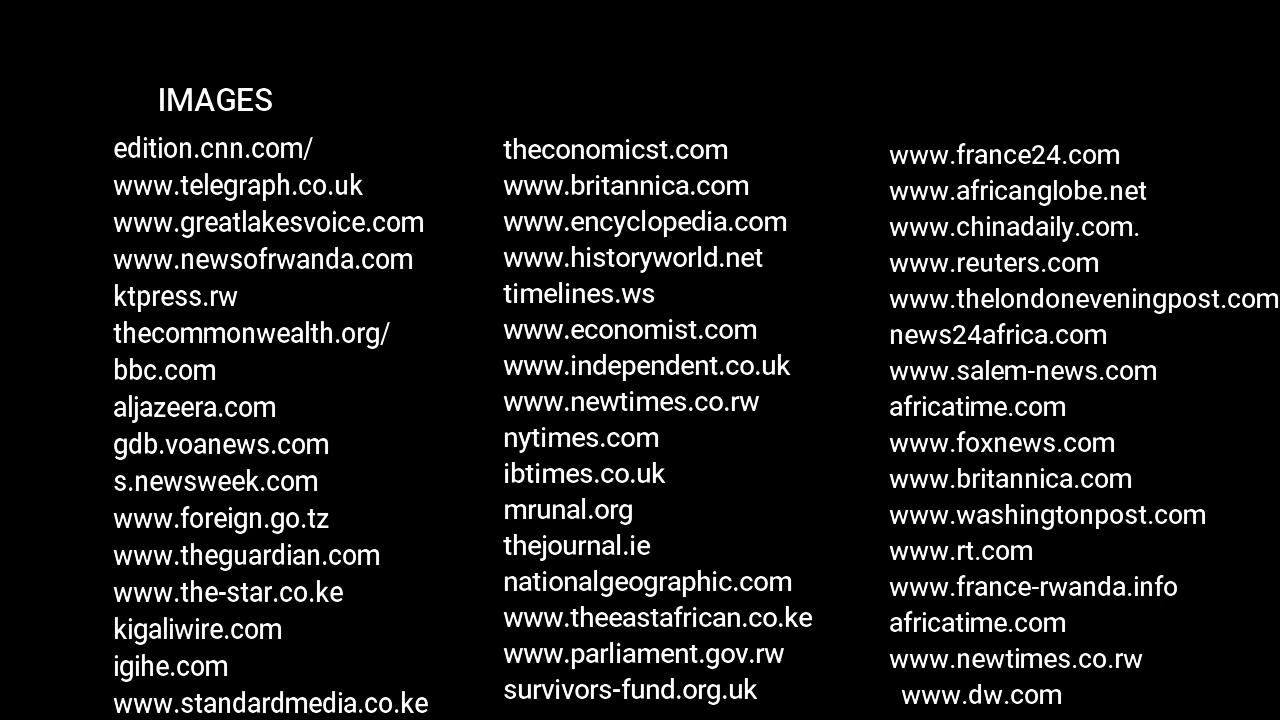 IMAGES
edition.cnn.com/
www.telegraph.co.uk
www.greatlakesvoice.com
www.newsofrwanda.com
ktpress.rw
thecommonwealth.org/
bbc.com
aljazeera.com
gdb.voanews.com
s.newsweek.com
www.foreign.go.tz
www.theguardian.com
www.the-star.co.ke
kigaliwire.com
igihe.com
www.standardmedia.co.ke
theconomicst.com
www.britannica.com
www.encyclopedia.com
www.historyworld.net
timelines.ws
www.economist.com
www.independent.co.uk
www.newtimes.co.rw
nytimes.com
ibtimes.co.uk
mrunal.org
thejournal.ie
nationalgeographic.com
www.theeastafrican.co.ke
www.parliament.gov.rw
survivors-fund.org.uk
www.france24.com
www.africanglobe.net
www.chinadaily.com.
www.reuters.com
www.thelondoneveningpost.com
news24africa.com
www.salem-news.com
africatime.com
www.foxnews.com
www.britannica.com
www.washingtonpost.com
www.rt.com
www.france-rwanda.info
africatime.com
www.newtimes.co.rw
www.dw.com